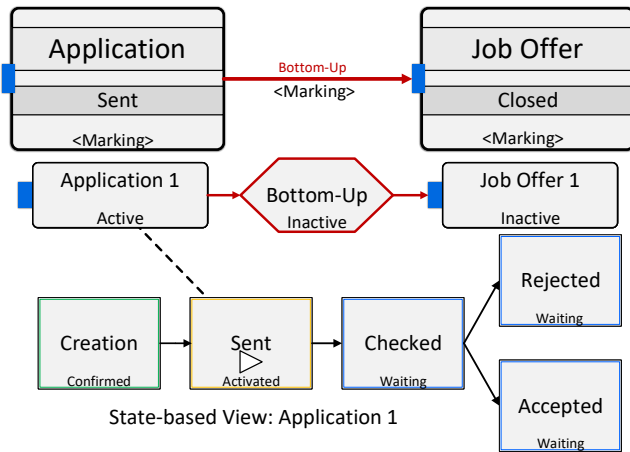 Application
Job Offer
Bottom-Up
<Marking>
Sent
Closed
<Marking>
<Marking>
Application 1
Active
Bottom-Up
Inactive
Job Offer 1
Inactive
Rejected
Waiting
Creation
Confirmed
Sent
Activated
Checked
Waiting
Accepted
Waiting
State-based View: Application 1